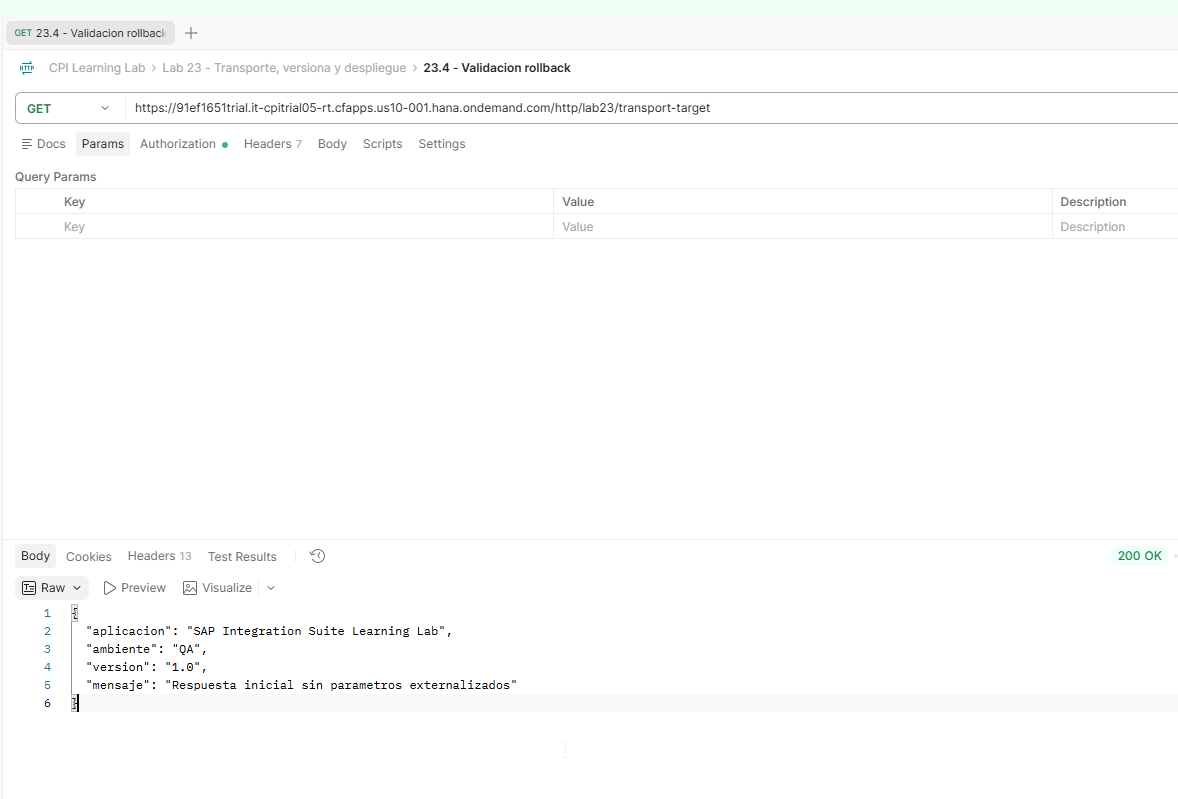 GET 23.4 - Validacion rollback
CPI Learning Lab > Lab 23 - Transporte, versiona y despliegue > 23.4 - Validacion rollback
GET https://91ef1651trial.it-cpitrial05-rt.cfapps.us10-001.hana.ondemand.com/http/lab23/transport-target
Docs Params Authorization Headers 7 Body Scripts Settings
Query Params
Key Value Description
Key Value Description
Body Cookies Headers 13 Test Results 200 OK
Raw Preview Visualize
1 {
2 "aplicacion": "SAP Integration Suite Learning Lab",
3 "ambiente": "QA",
4 "version": "1.0",
5 "mensaje": "Respuesta inicial sin parametros externalizados"
6 }